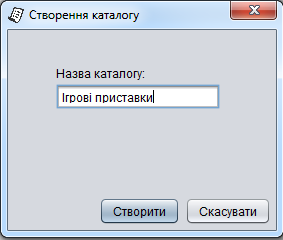 Створення каталогу
Назва каталогу:
Ігрові приставки
Створити Скасувати